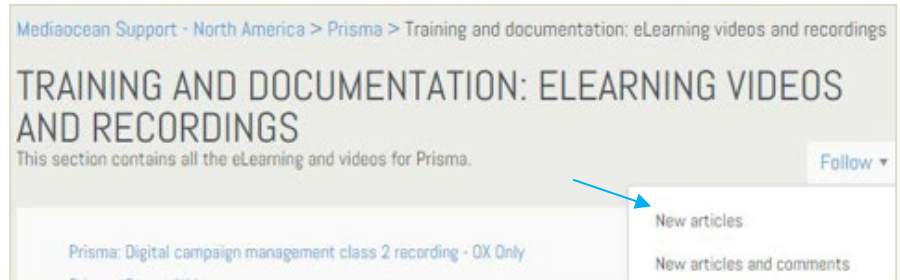 Mediaocean Support - North America > Prisma > Training and documentation: eLearning videos and recordings
TRAINING AND DOCUMENTATION: ELEARNING VIDEOS
AND RECORDINGS
This section contains all the eLearning and videos for Prisma.
Follow ▾
New articles
Prisma: Digital campaign management class 2 recording - OX Only
New articles and comments